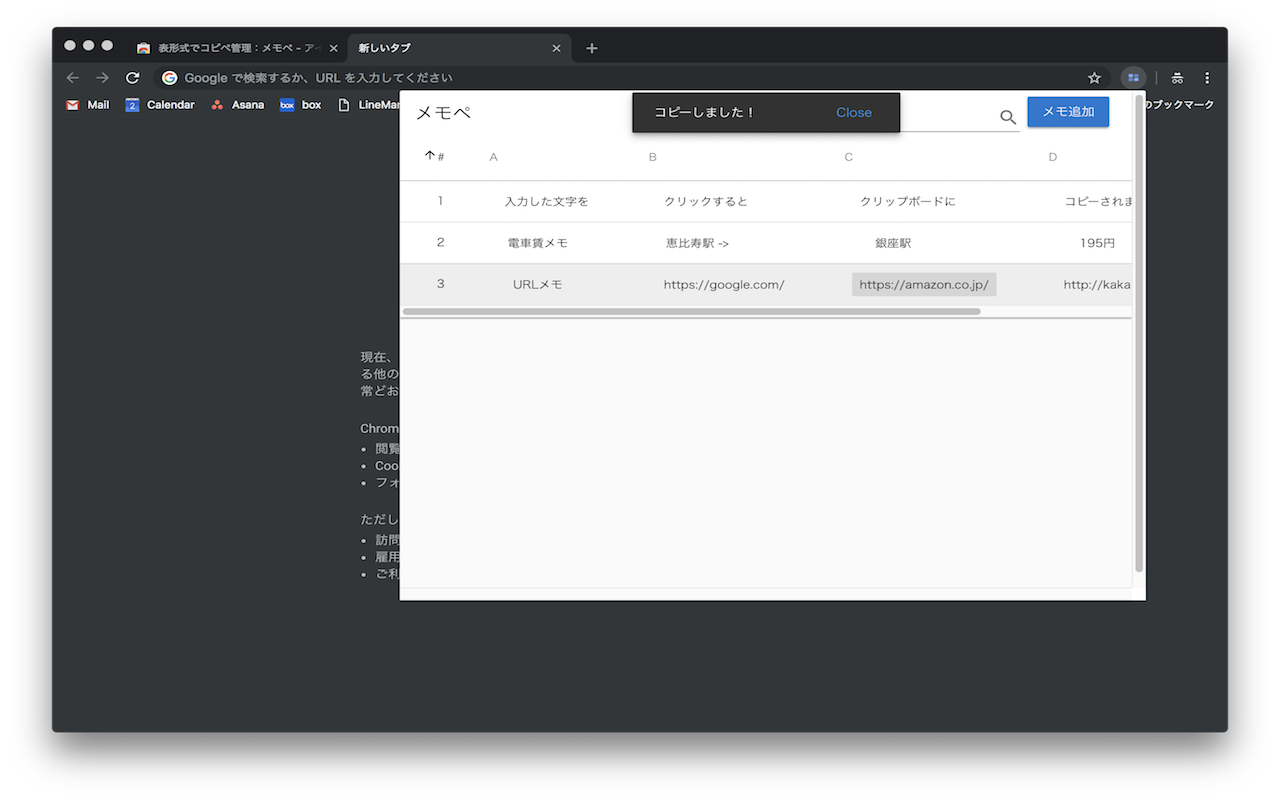 表形式でコピペ管理：メモペ - ア
新しいタブ
Google で検索するか、URL を入力してください
Mail
2 Calendar
Asana
box box
LineMar
のブックマーク
メモペ
コピーしました！ Close
メモ追加
# A B C D
1 入力した文字を クリックすると クリップボードに コピーされま
2 電車賃メモ 恵比寿駅 -> 銀座駅 195円
3 URLメモ https://google.com/ https://amazon.co.jp/ http://kaka
現在、
る他の
常どお
Chrom
• 閲覧
• Coo
• フォ
ただし
• 訪問
• 雇用
• ご利